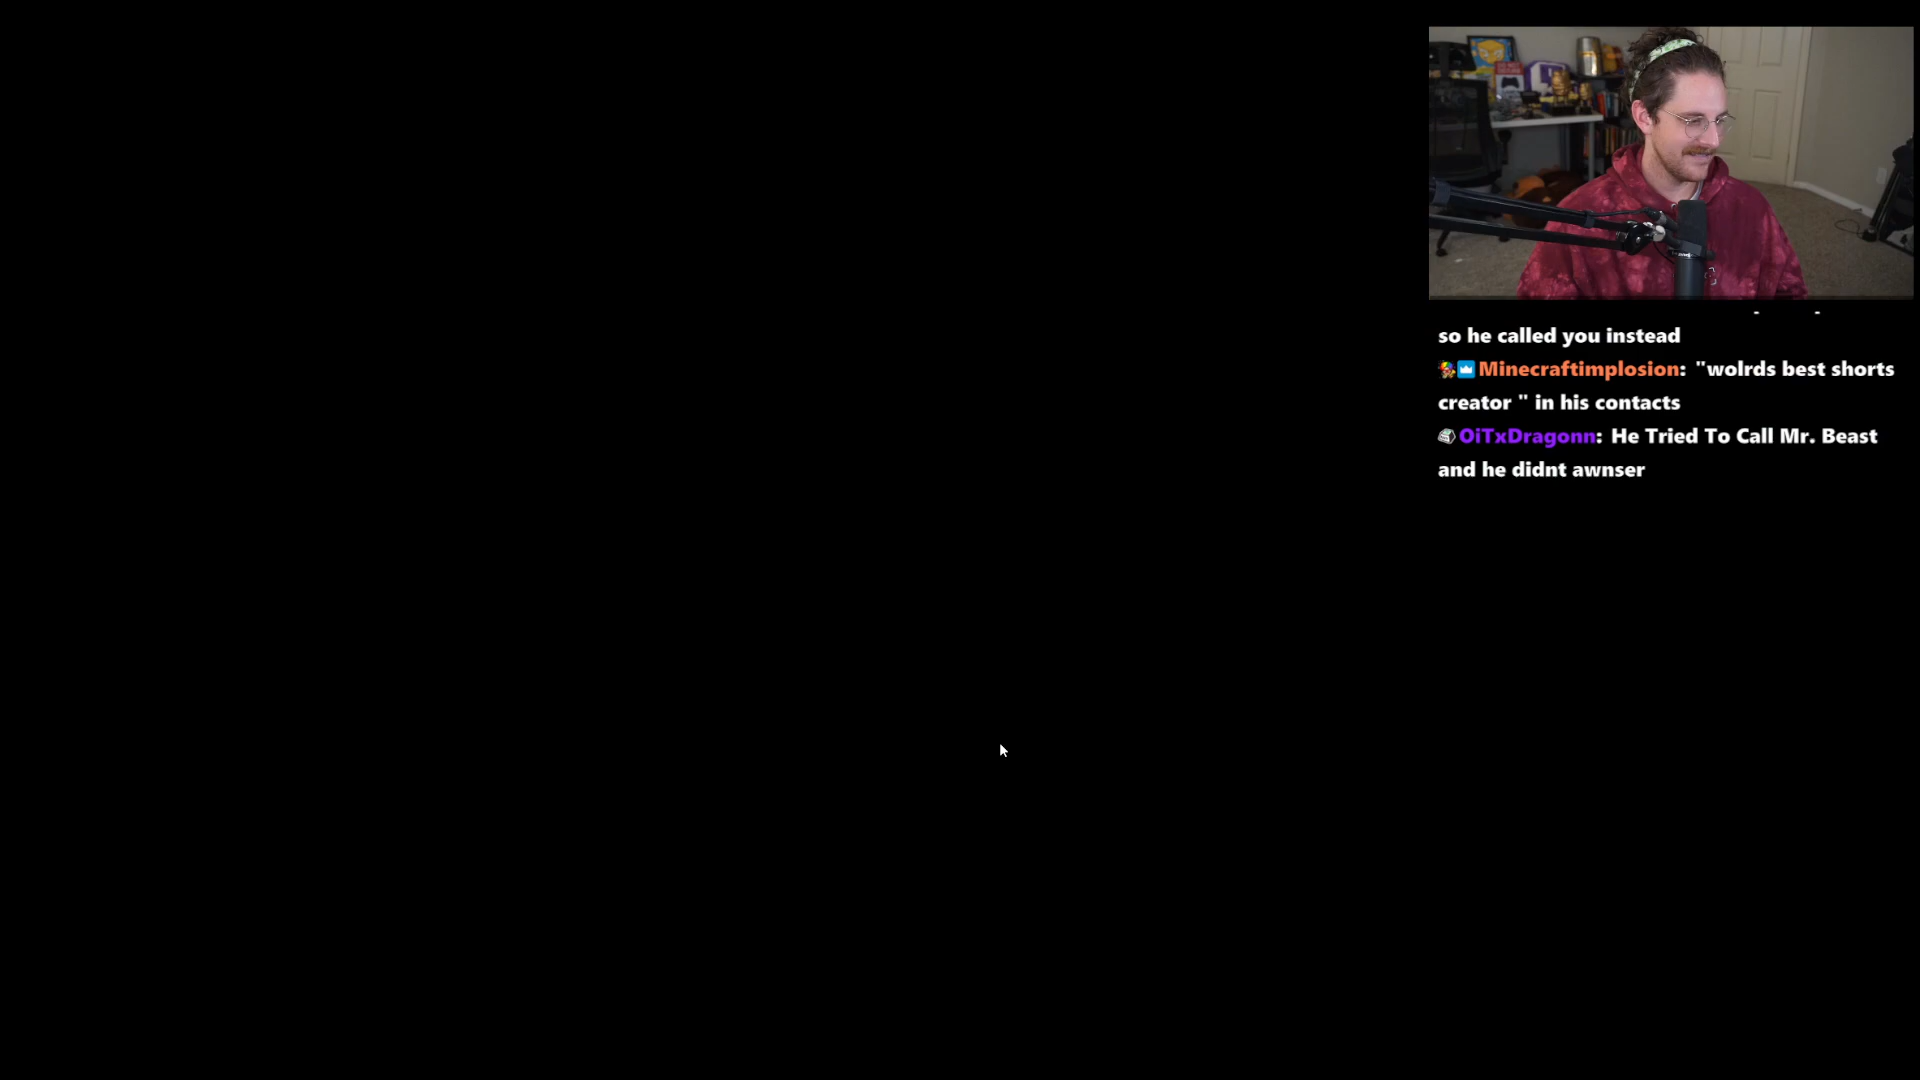 so he called you instead
Minecraftimplosion: "wolrds best shorts
creator " in his contacts
OiTxDragonn: He Tried To Call Mr. Beast
and he didnt awnser